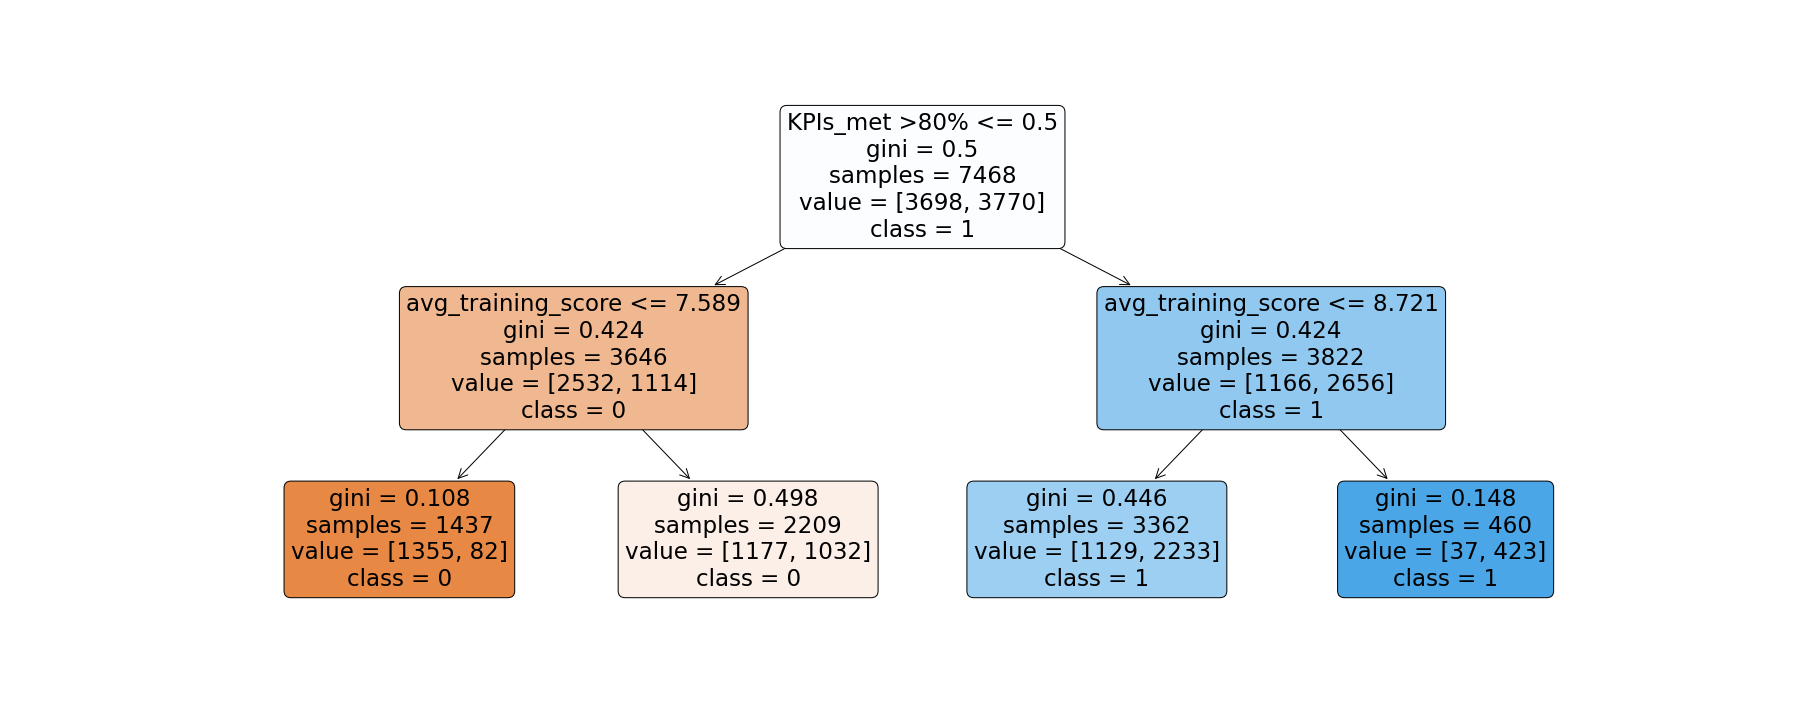 KPIs_met >80% <= 0.5
gini = 0.5
samples = 7468
value = [3698, 3770]
class = 1
avg_training_score <= 7.589
gini = 0.424
samples = 3646
value = [2532, 1114]
class = 0
avg_training_score <= 8.721
gini = 0.424
samples = 3822
value = [1166, 2656]
class = 1
gini = 0.108
samples = 1437
value = [1355, 82]
class = 0
gini = 0.498
samples = 2209
value = [1177, 1032]
class = 0
gini = 0.446
samples = 3362
value = [1129, 2233]
class = 1
gini = 0.148
samples = 460
value = [37, 423]
class = 1